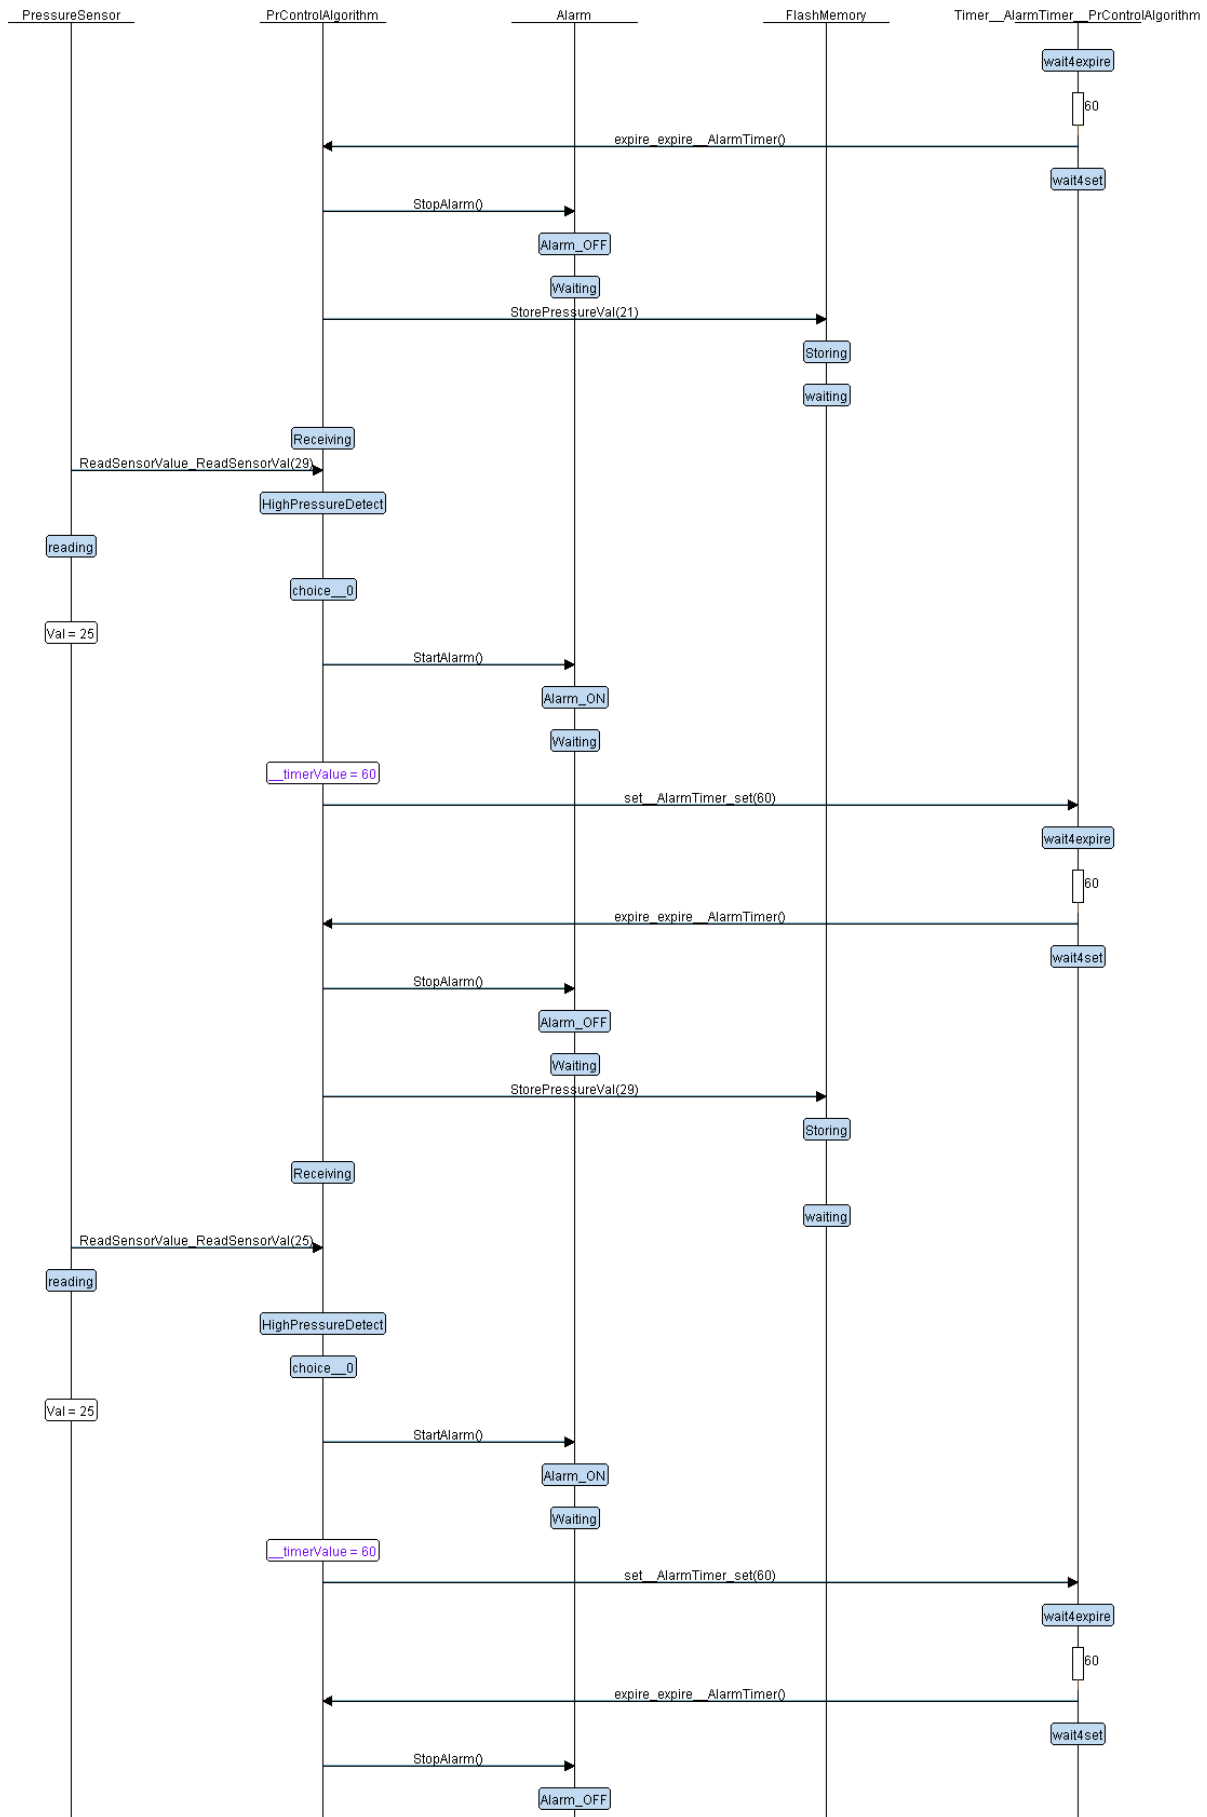 PressureSensor PrControlAlgorithm Alarm FlashMemory Timer__AlarmTimer__PrControlAlgorithm
wait4expire
60
expire_expire__AlarmTimer()
wait4set
StopAlarm()
Alarm_OFF
Waiting
StorePressureVal(21)
Storing
waiting
Receiving
ReadSensorValue_ReadSensorVal(29)
HighPressureDetect
reading
choice__0
Val = 25
StartAlarm()
Alarm_ON
Waiting
__timerValue = 60
set__AlarmTimer_set(60)
wait4expire
60
expire_expire__AlarmTimer()
wait4set
StopAlarm()
Alarm_OFF
Waiting
StorePressureVal(29)
Storing
Receiving
waiting
ReadSensorValue_ReadSensorVal(25)
reading
HighPressureDetect
choice__0
Val = 25
StartAlarm()
Alarm_ON
Waiting
__timerValue = 60
set__AlarmTimer_set(60)
wait4expire
60
expire_expire__AlarmTimer()
wait4set
StopAlarm()
Alarm_OFF